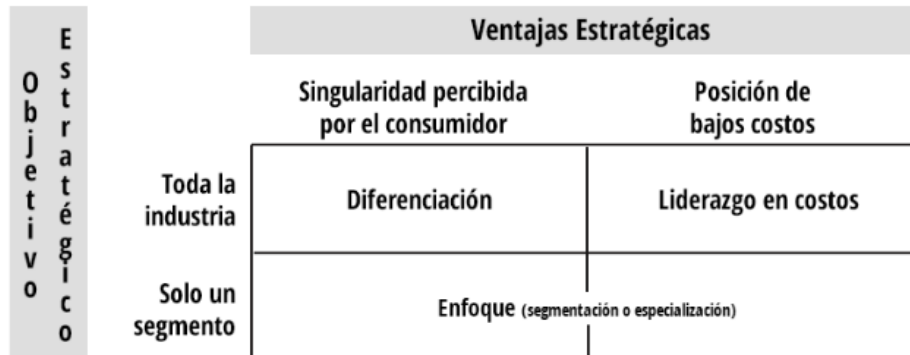 Objetivo
Estratégico
Ventajas Estratégicas
Singularidad percibida
por el consumidor
Posición de
bajos costos
Toda la
industria
Diferenciación
Liderazgo en costos
Solo un
segmento
Enfoque (segmentación o especialización)